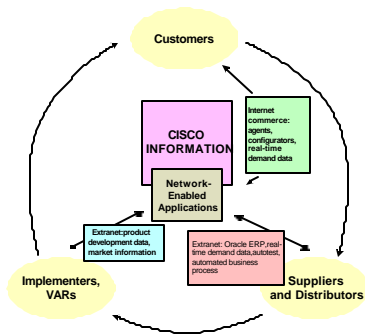 Customers
Internet
commerce:
agents,
configurators,
real-time
demand data
CISCO
INFORMATION
Network-
Enabled
Applications
Extranet:product
development data,
market information
Extranet: Oracle ERP,real-
time demand data,autotest,
automated business
process
Implementers,
VARs
Suppliers
and Distributors